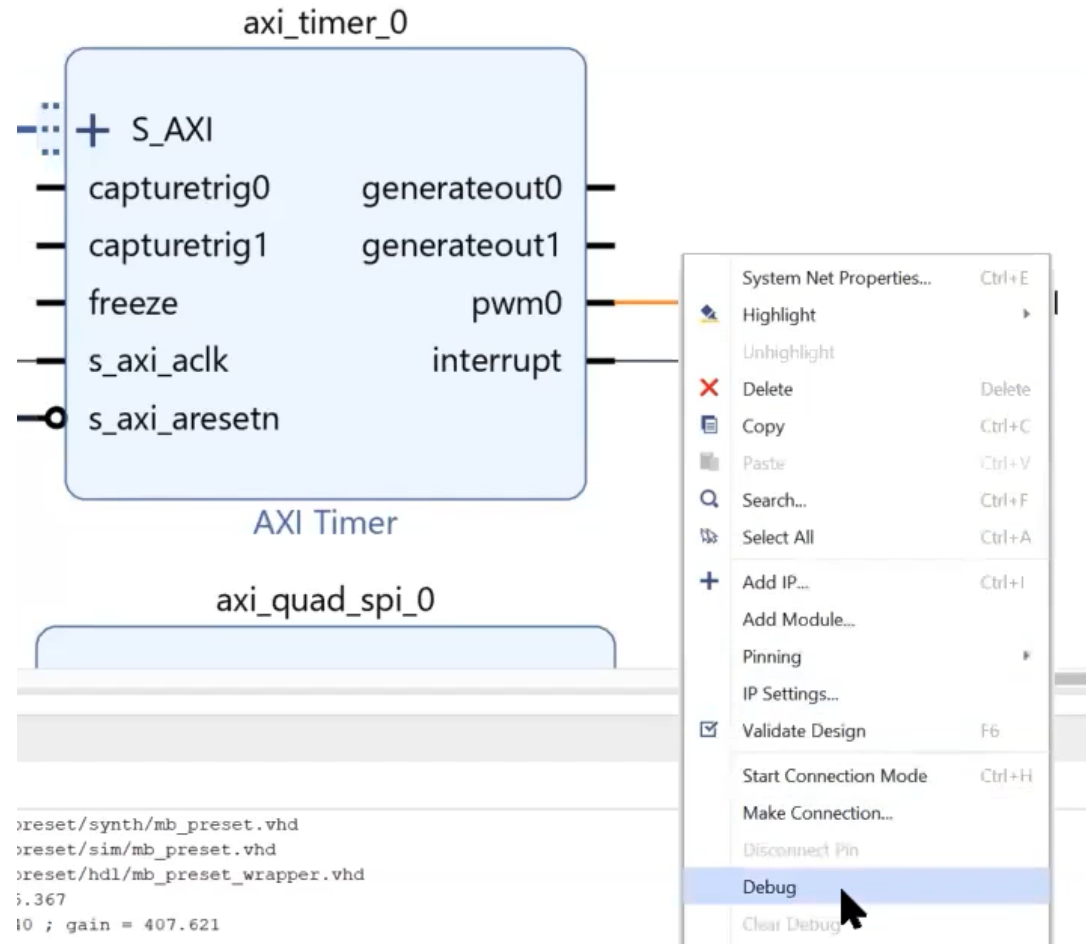 axi_timer_0
S_AXI
capturetrig0 generateout0
capturetrig1 generateout1
freeze pwm0
s_axi_aclk interrupt
s_axi_aresetn
AXI Timer
axi_quad_spi_0
System Net Properties... Ctrl+E
Highlight
Unhighlight
Delete Delete
Copy Ctrl+C
Paste Ctrl+V
Search... Ctrl+F
Select All Ctrl+A
Add IP... Ctrl+I
Add Module...
Pinning
IP Settings...
Validate Design F6
Start Connection Mode Ctrl+H
Make Connection...
Disconnect Pin
Debug
Clear Debug
preset/synth/mb_preset.vhd
preset/sim/mb_preset.vhd
preset/hdl/mb_preset_wrapper.vhd
.367
; gain = 407.621